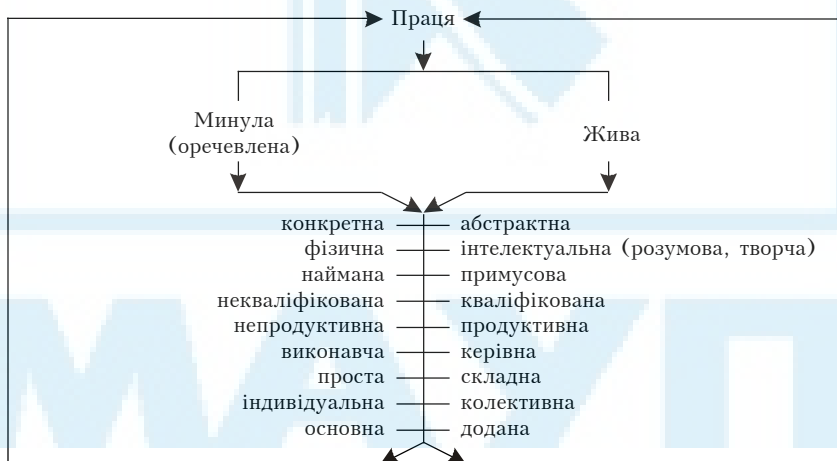 Праця
Минула
(оречевлена)
Жива
конкретна абстрактна
фізична інтелектуальна (розумова, творча)
наймана примусова
некваліфікована кваліфікована
непродуктивна продуктивна
виконавча керівна
проста складна
індивідуальна колективна
основна додана
МАУП